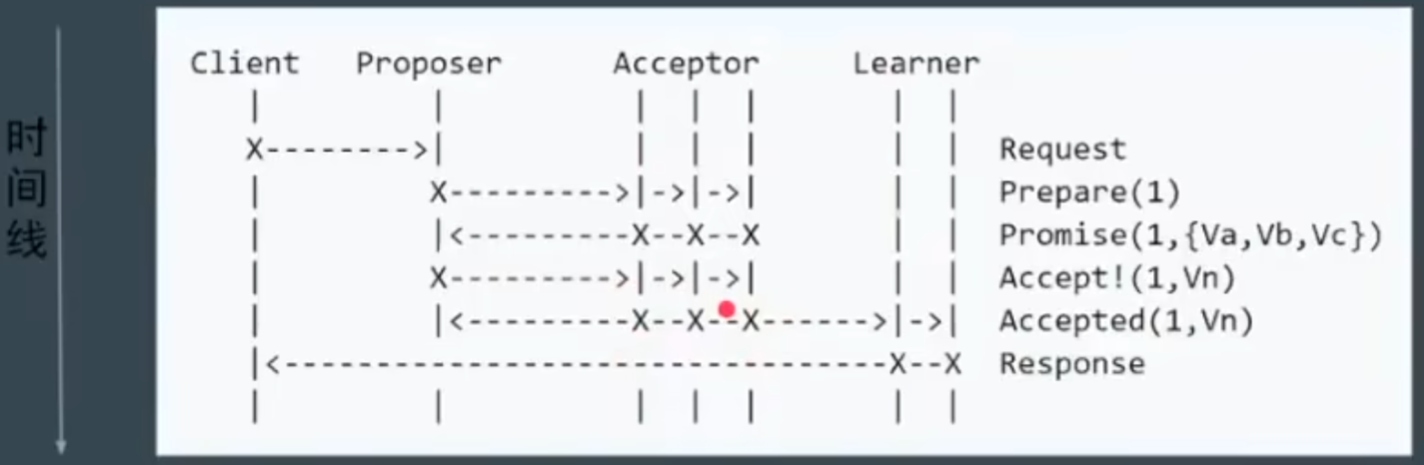 时间线
Client Proposer Acceptor Learner
| | | | | | |
X-------->| | | | | | Request
| X--------->|->|->| | | Prepare(1)
| |<---------X--X--X | | Promise(1,{Va,Vb,Vc})
| X--------->|->|->| | | Accept!(1,Vn)
| |<---------X--X--X------>|->| Accepted(1,Vn)
|<---------------------------------X--X Response
| | | | | | |